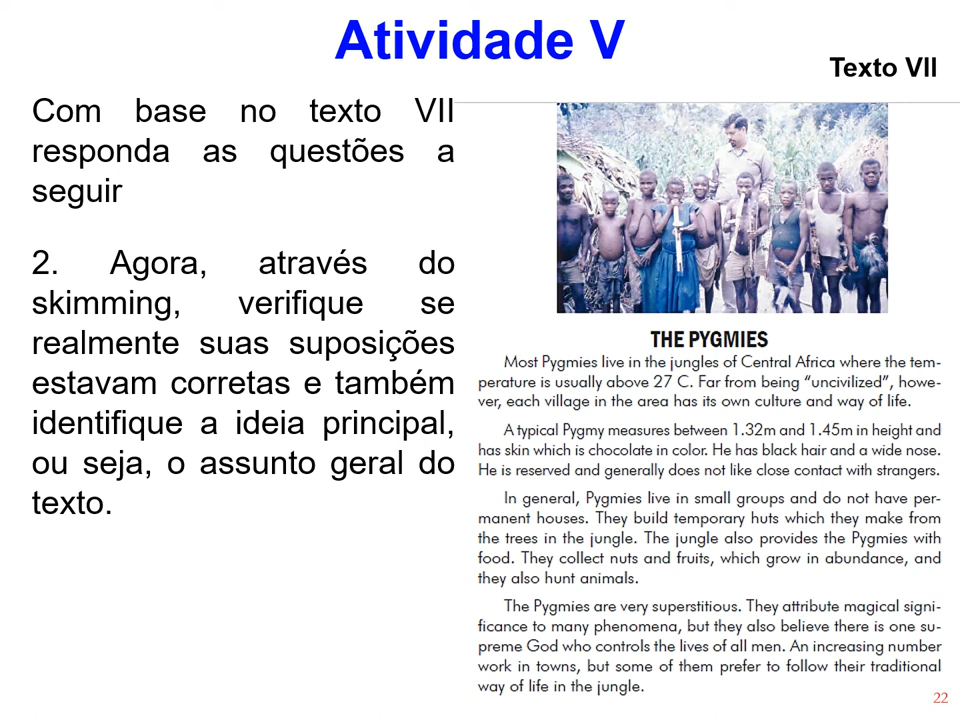 Atividade V
Texto VII
Com base no texto VII
responda as questões a
seguir
2. Agora, através do
skimming, verifique se
realmente suas suposições
estavam corretas e também
identifique a ideia principal,
ou seja, o assunto geral do
texto.
THE PYGMIES
Most Pygmies live in the jungles of Central Africa where the tem-
perature is usually above 27 C. Far from being “uncivilized”, howe-
ver, each village in the area has its own culture and way of life.
A typical Pygmy measures between 1.32m and 1.45m in height and
has skin which is chocolate in color. He has black hair and a wide nose.
He is reserved and generally does not like close contact with strangers.
In general, Pygmies live in small groups and do not have per-
manent houses. They build temporary huts which they make from
the trees in the jungle. The jungle also provides the Pygmies with
food. They collect nuts and fruits, which grow in abundance, and
they also hunt animals.
The Pygmies are very superstitious. They attribute magical signi-
ficance to many phenomena, but they also believe there is one su-
preme God who controls the lives of all men. An increasing number
work in towns, but some of them prefer to follow their traditional
way of life in the jungle.
22